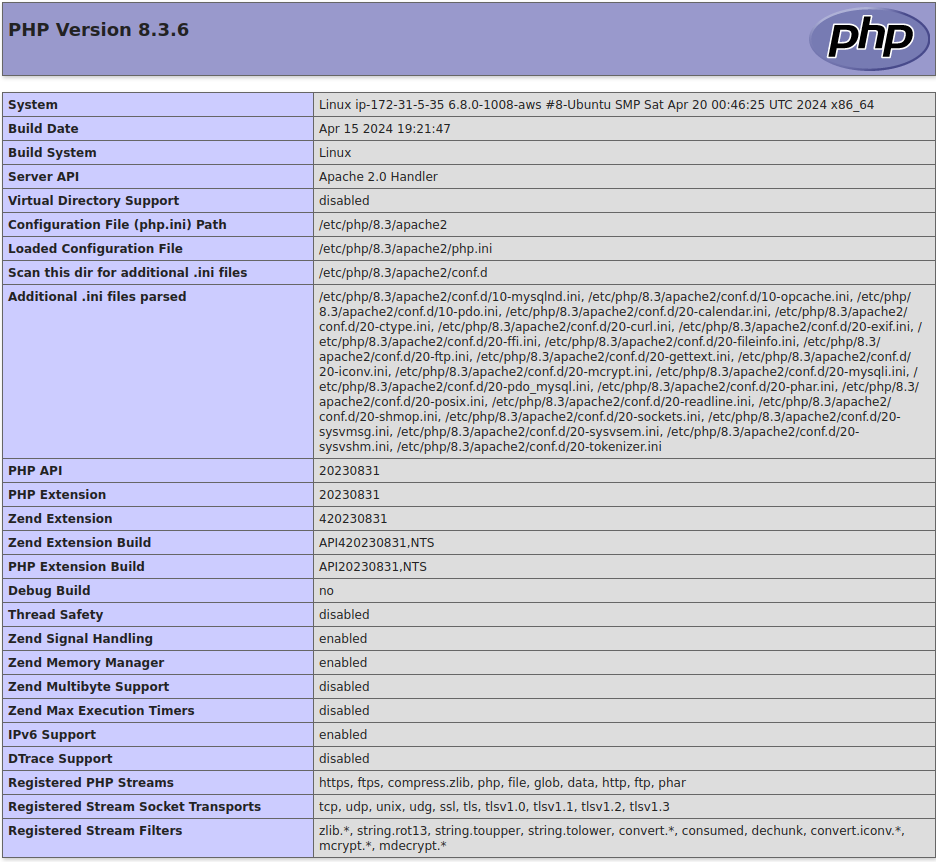 PHP Version 8.3.6
php
System Linux ip-172-31-5-35 6.8.0-1008-aws #8-Ubuntu SMP Sat Apr 20 00:46:25 UTC 2024 x86_64
Build Date Apr 15 2024 19:21:47
Build System Linux
Server API Apache 2.0 Handler
Virtual Directory Support disabled
Configuration File (php.ini) Path /etc/php/8.3/apache2
Loaded Configuration File /etc/php/8.3/apache2/php.ini
Scan this dir for additional .ini files /etc/php/8.3/apache2/conf.d
Additional .ini files parsed /etc/php/8.3/apache2/conf.d/10-mysqlnd.ini, /etc/php/8.3/apache2/conf.d/10-opcache.ini, /etc/php/
8.3/apache2/conf.d/10-pdo.ini, /etc/php/8.3/apache2/conf.d/20-calendar.ini, /etc/php/8.3/apache2/
conf.d/20-ctype.ini, /etc/php/8.3/apache2/conf.d/20-curl.ini, /etc/php/8.3/apache2/conf.d/20-exif.ini, /
etc/php/8.3/apache2/conf.d/20-ffi.ini, /etc/php/8.3/apache2/conf.d/20-fileinfo.ini, /etc/php/8.3/
apache2/conf.d/20-ftp.ini, /etc/php/8.3/apache2/conf.d/20-gettext.ini, /etc/php/8.3/apache2/conf.d/
20-iconv.ini, /etc/php/8.3/apache2/conf.d/20-mcrypt.ini, /etc/php/8.3/apache2/conf.d/20-mysqli.ini, /
etc/php/8.3/apache2/conf.d/20-pdo_mysql.ini, /etc/php/8.3/apache2/conf.d/20-phar.ini, /etc/php/8.3/
apache2/conf.d/20-posix.ini, /etc/php/8.3/apache2/conf.d/20-readline.ini, /etc/php/8.3/apache2/
conf.d/20-shmop.ini, /etc/php/8.3/apache2/conf.d/20-sockets.ini, /etc/php/8.3/apache2/conf.d/20-
sysvmsg.ini, /etc/php/8.3/apache2/conf.d/20-sysvsem.ini, /etc/php/8.3/apache2/conf.d/20-
sysvshm.ini, /etc/php/8.3/apache2/conf.d/20-tokenizer.ini
PHP API 20230831
PHP Extension 20230831
Zend Extension 420230831
Zend Extension Build API420230831,NTS
PHP Extension Build API20230831,NTS
Debug Build no
Thread Safety disabled
Zend Signal Handling enabled
Zend Memory Manager enabled
Zend Multibyte Support disabled
Zend Max Execution Timers disabled
IPv6 Support enabled
DTrace Support disabled
Registered PHP Streams https, ftps, compress.zlib, php, file, glob, data, http, ftp, phar
Registered Stream Socket Transports tcp, udp, unix, udg, ssl, tls, tlsv1.0, tlsv1.1, tlsv1.2, tlsv1.3
Registered Stream Filters zlib.*, string.rot13, string.toupper, string.tolower, convert.*, consumed, dechunk, convert.iconv.*,
mcrypt.*, mdecrypt.*